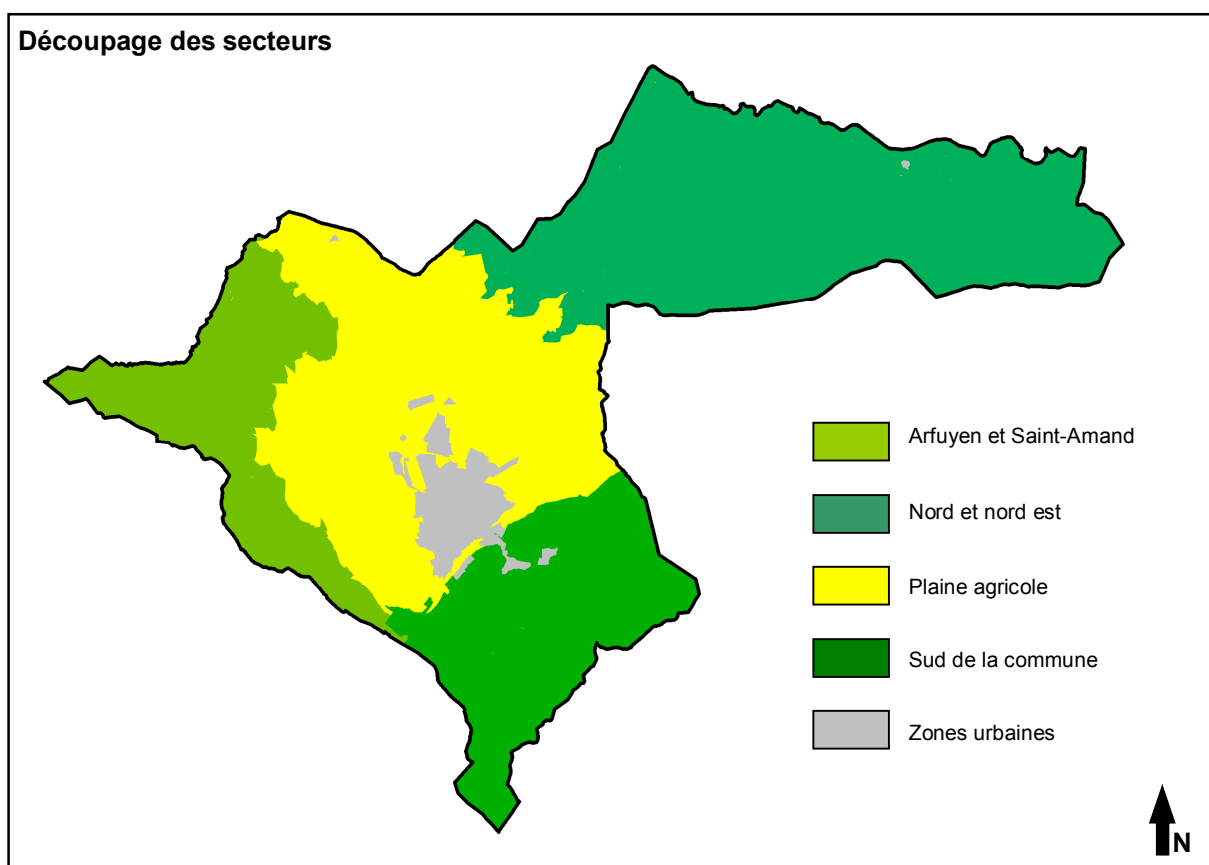 Découpage des secteurs
Arfuyen et Saint-Amand
Nord et nord est
Plaine agricole
Sud de la commune
Zones urbaines
N